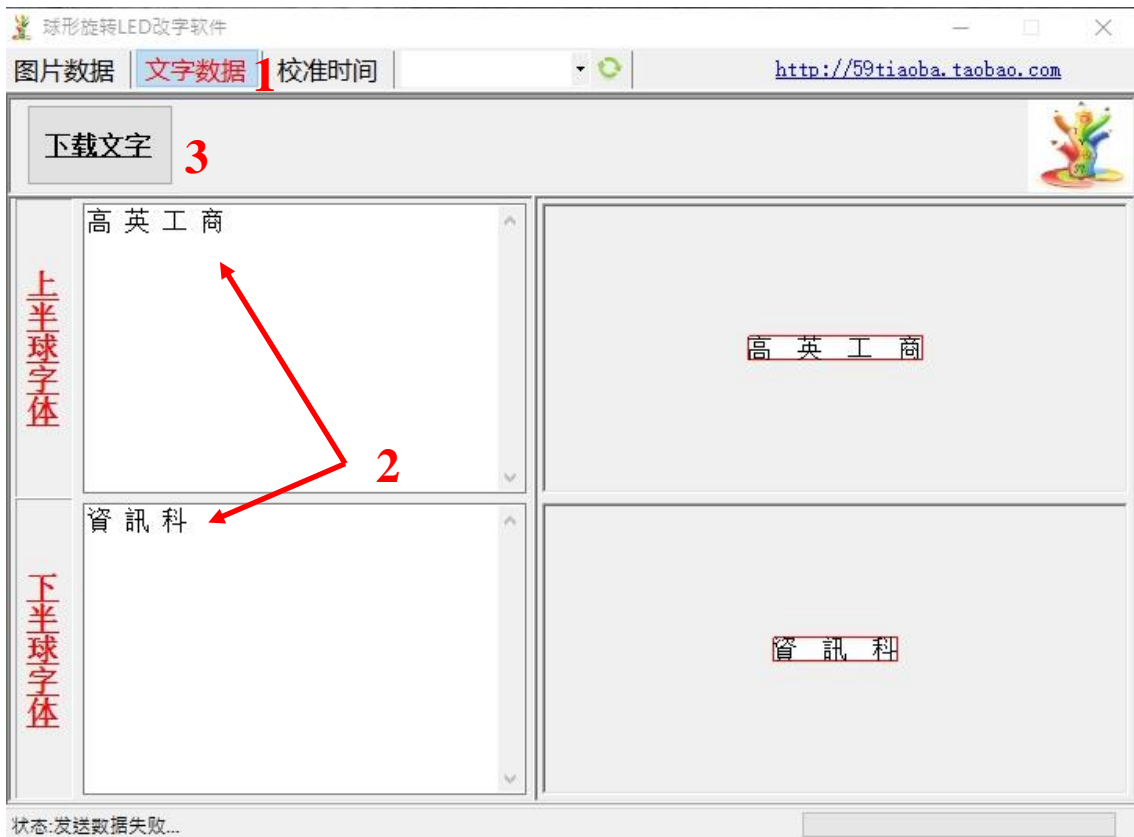 球形旋转LED改字软件
图片数据 文字数据 1 校准时间 http://59tiaoba.taobao.com
下载文字 3
上半球字体
高 英 工 商
高 英 工 商
2
下半球字体
資 訊 科
資 訊 科
状态:发送数据失败...